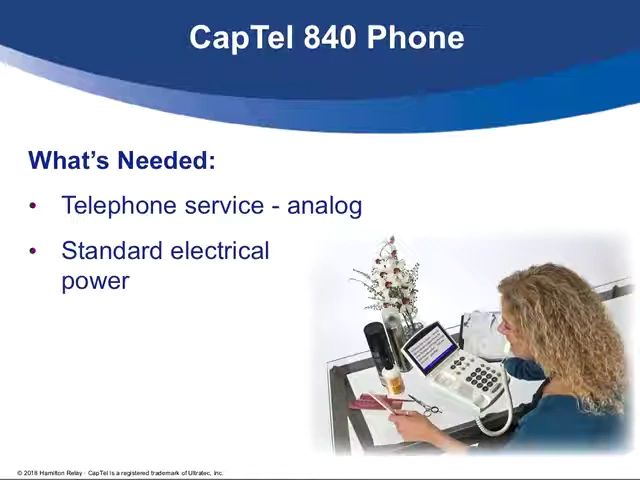 CapTel 840 Phone
What’s Needed:
• Telephone service - analog
• Standard electrical
power
© 2016 Hamilton Relay · CapTel is a registered trademark of Ultratec, Inc.